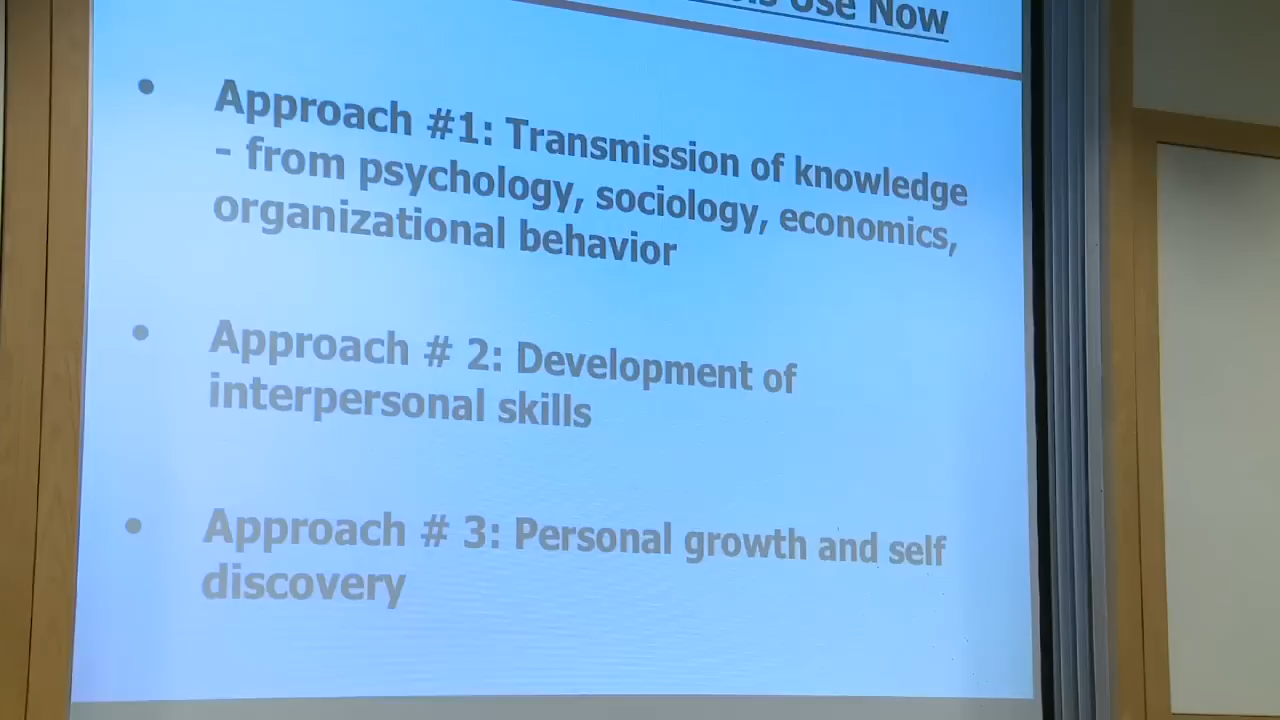 Use Now
• Approach #1: Transmission of knowledge
- from psychology, sociology, economics,
organizational behavior
• Approach # 2: Development of
interpersonal skills
• Approach # 3: Personal growth and self
discovery